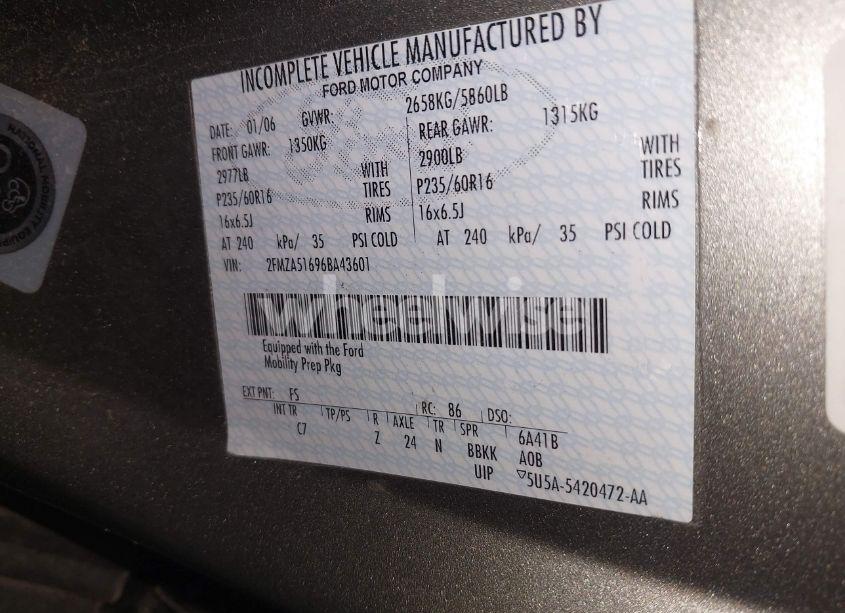 INCOMPLETE VEHICLE MANUFACTURED BY
FORD MOTOR COMPANY
DATE: 01/06 GVWR: 2658KG/5860LB
FRONT GAWR: 1350KG REAR GAWR: 1315KG
2977LB WITH 2900LB WITH
P235/60R16 TIRES P235/60R16 TIRES
16x6.5J RIMS 16x6.5J RIMS
AT 240 kPa/ 35 PSI COLD AT 240 kPa/ 35 PSI COLD
VIN: 2FMZA51696BA43601
wheelwise
Equipped with the Ford
Mobility Prep Pkg
EXT PNT: FS RC: 86 DSO:
INT TR TP/PS R AXLE TR SPR 6A41B
C7 Z 24 N BBKK AOB
UIP ▽5U5A-5420472-AA
NATIONAL MOBILITY EQUIP